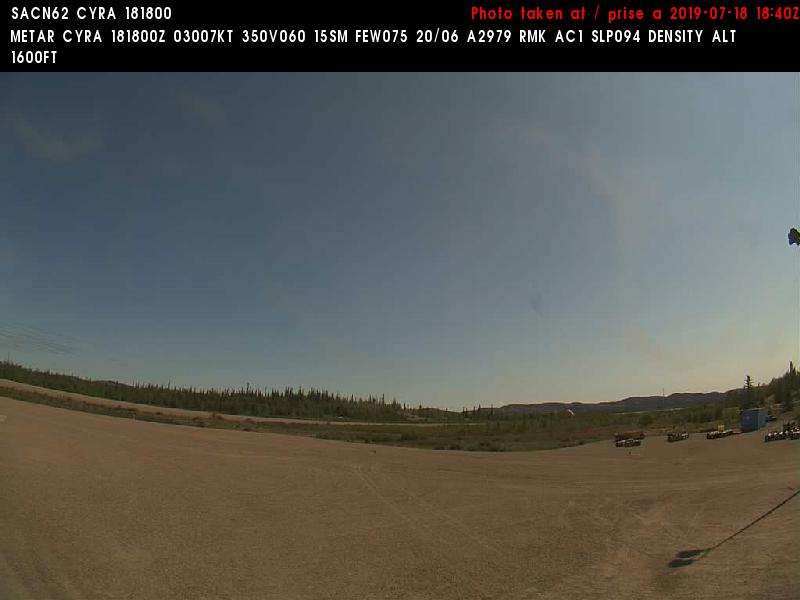 SACN62 CYRA 181800 Photo taken at / prise a 2019-07-18 18:40Z
METAR CYRA 181800Z 03007KT 350V060 15SM FEW075 20/06 A2979 RMK AC1 SLP094 DENSITY ALT
1600FT